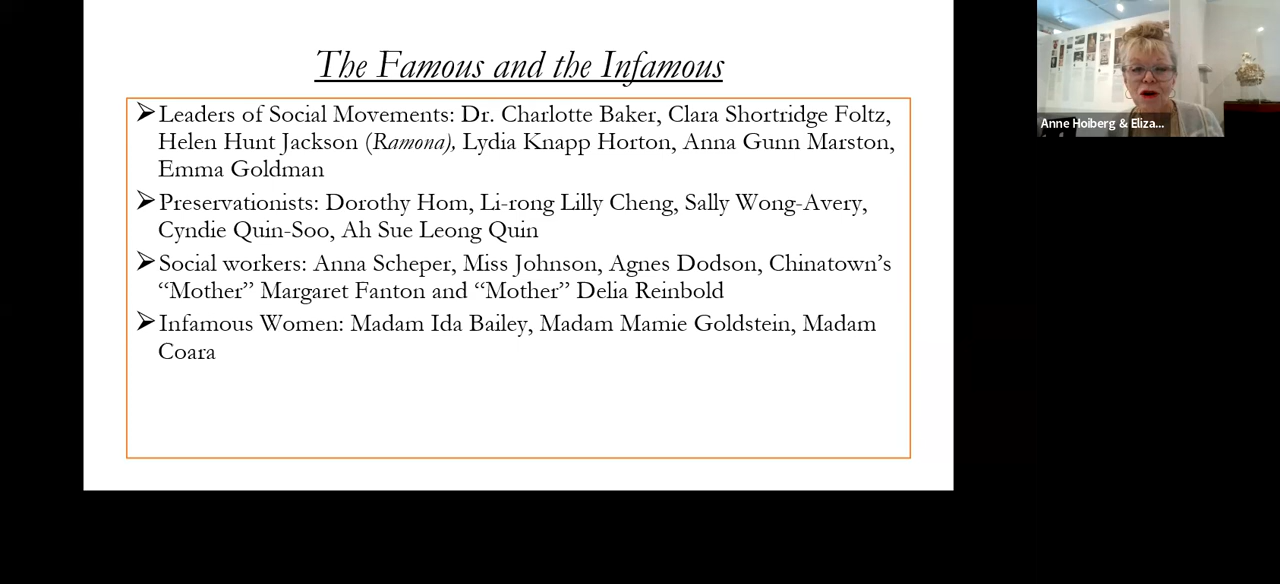 The Famous and the Infamous
➢Leaders of Social Movements: Dr. Charlotte Baker, Clara Shortridge Foltz,
Helen Hunt Jackson (Ramona), Lydia Knapp Horton, Anna Gunn Marston,
Emma Goldman
➢Preservationists: Dorothy Hom, Li-rong Lilly Cheng, Sally Wong-Avery,
Cyndie Quin-Soo, Ah Sue Leong Quin
➢Social workers: Anna Scheper, Miss Johnson, Agnes Dodson, Chinatown’s
“Mother” Margaret Fanton and “Mother” Delia Reinbold
➢Infamous Women: Madam Ida Bailey, Madam Mamie Goldstein, Madam
Coara
Anne Hoiberg & Eliza...